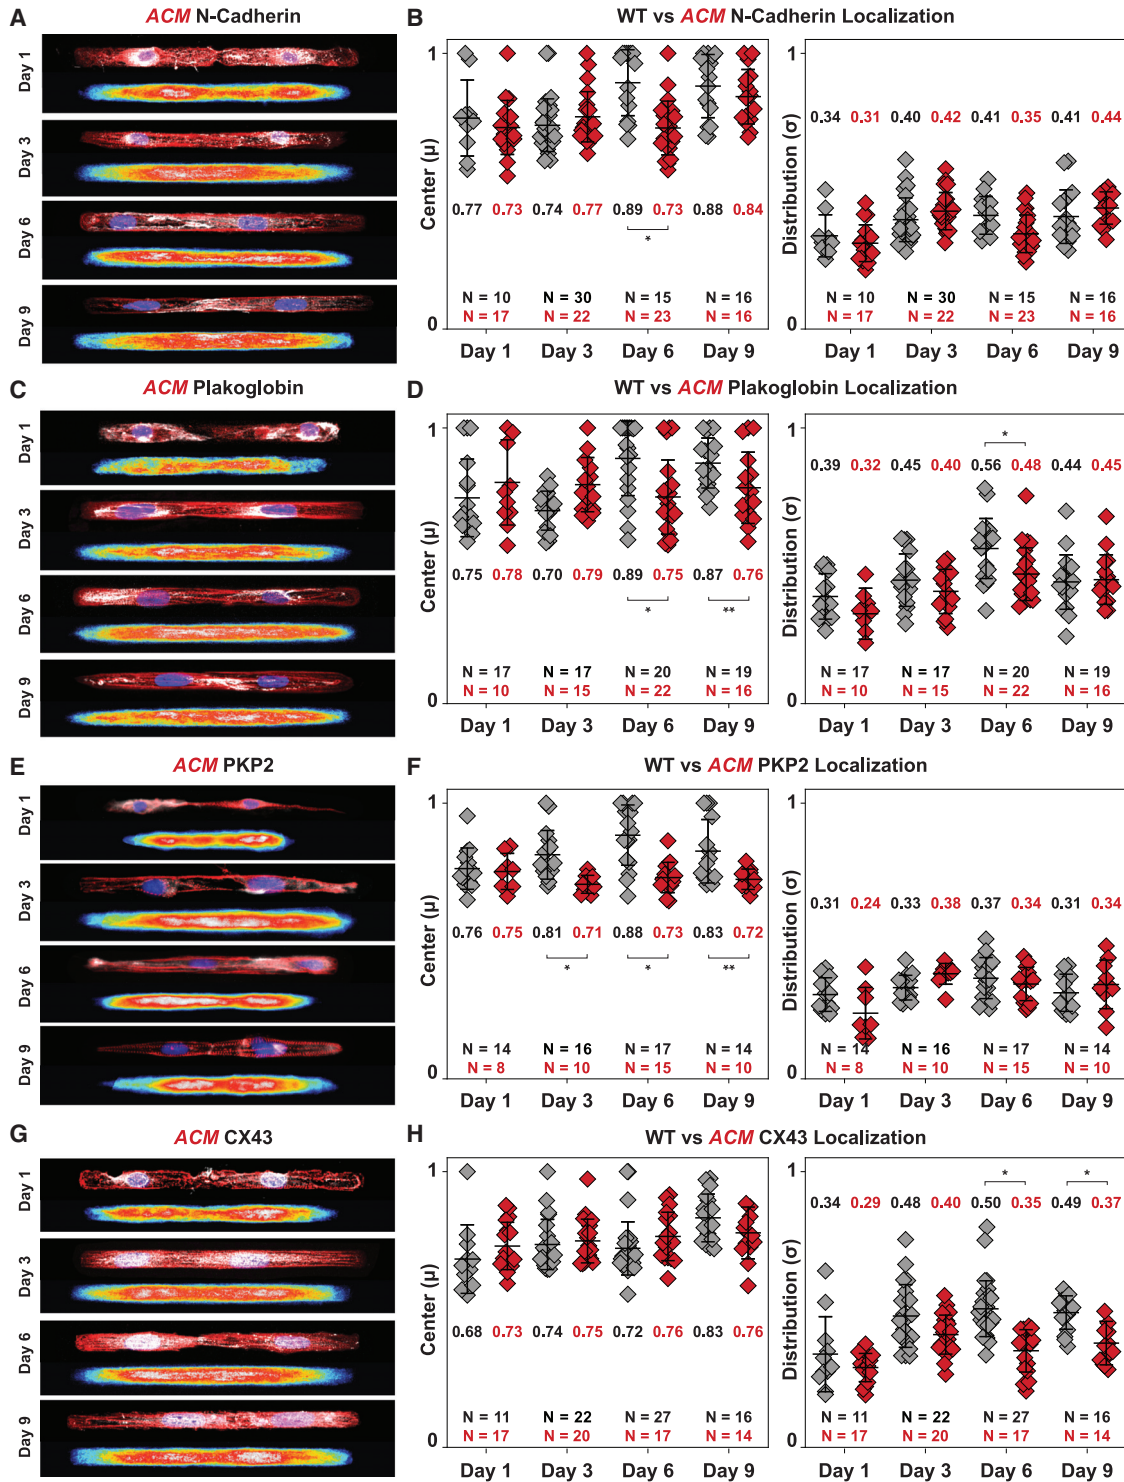 A
ACM N-Cadherin
Day 1
Day 3
Day 6
Day 9
B
WT vs ACM N-Cadherin Localization
Center (μ)
1
0
0.77 0.73 0.74 0.77 0.89 0.73 0.88 0.84
*
N = 10 N = 30 N = 15 N = 16
N = 17 N = 22 N = 23 N = 16
Day 1 Day 3 Day 6 Day 9
Distribution (σ)
1
0
0.34 0.31 0.40 0.42 0.41 0.35 0.41 0.44
N = 10 N = 30 N = 15 N = 16
N = 17 N = 22 N = 23 N = 16
Day 1 Day 3 Day 6 Day 9
C
ACM Plakoglobin
Day 1
Day 3
Day 6
Day 9
D
WT vs ACM Plakoglobin Localization
Center (μ)
1
0
0.75 0.78 0.70 0.79 0.89 0.75 0.87 0.76
* **
N = 17 N = 17 N = 20 N = 19
N = 10 N = 15 N = 22 N = 16
Day 1 Day 3 Day 6 Day 9
Distribution (σ)
1
0
*
0.39 0.32 0.45 0.40 0.56 0.48 0.44 0.45
N = 17 N = 17 N = 20 N = 19
N = 10 N = 15 N = 22 N = 16
Day 1 Day 3 Day 6 Day 9
E
ACM PKP2
Day 1
Day 3
Day 6
Day 9
F
WT vs ACM PKP2 Localization
Center (μ)
1
0
0.76 0.75 0.81 0.71 0.88 0.73 0.83 0.72
* * **
N = 14 N = 16 N = 17 N = 14
N = 8 N = 10 N = 15 N = 10
Day 1 Day 3 Day 6 Day 9
Distribution (σ)
1
0
0.31 0.24 0.33 0.38 0.37 0.34 0.31 0.34
N = 14 N = 16 N = 17 N = 14
N = 8 N = 10 N = 15 N = 10
Day 1 Day 3 Day 6 Day 9
G
ACM CX43
Day 1
Day 3
Day 6
Day 9
H
WT vs ACM CX43 Localization
Center (μ)
1
0
0.68 0.73 0.74 0.75 0.72 0.76 0.83 0.76
N = 11 N = 22 N = 27 N = 16
N = 17 N = 20 N = 17 N = 14
Day 1 Day 3 Day 6 Day 9
Distribution (σ)
1
0
* *
0.34 0.29 0.48 0.40 0.50 0.35 0.49 0.37
N = 11 N = 22 N = 27 N = 16
N = 17 N = 20 N = 17 N = 14
Day 1 Day 3 Day 6 Day 9